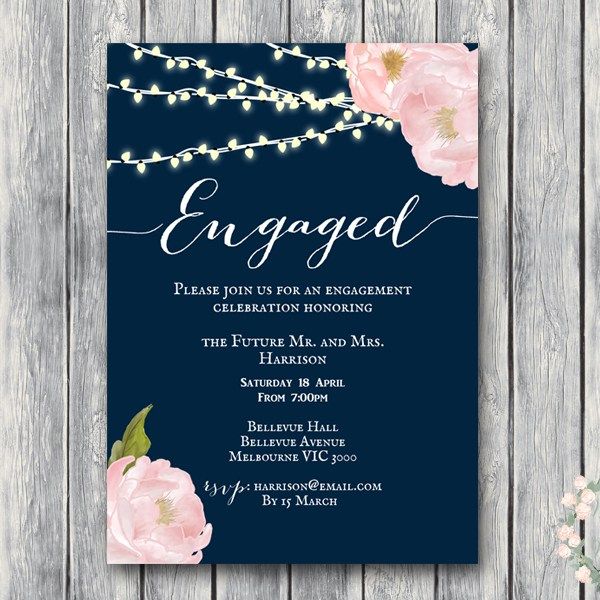 Engaged
Please join us for an engagement
celebration honoring
the Future Mr. and Mrs.
Harrison
Saturday 18 April
From 7:00pm
Bellevue Hall
Bellevue Avenue
Melbourne VIC 3000
rsvp: harrison@email.com
By 15 March